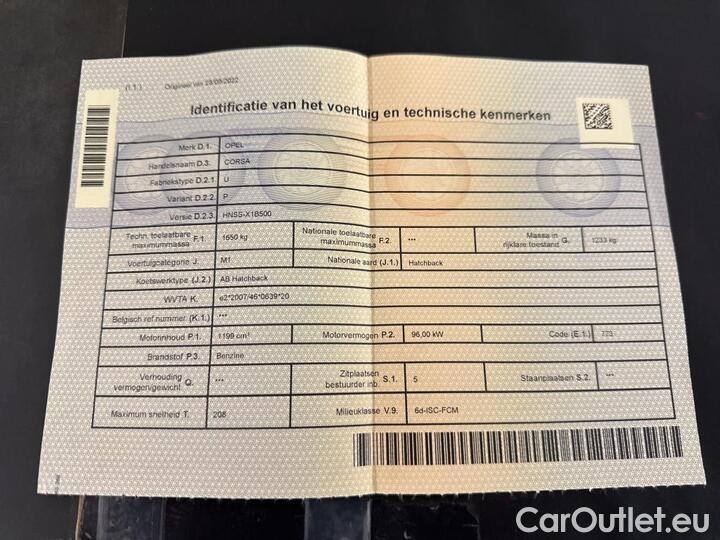 (I.1.) Origineel van 29/09/2022
Identificatie van het voertuig en technische kenmerken
Merk D.1. OPEL
Handelsnaam D.3. CORSA
Fabriekstype D.2.1 U
Variant D.2.2 P
Versie D.2.3. HNSS-X1B500
Techn. toelaatbare maximummassa F.1. 1650 kg Nationale toelaatbare maximummassa F.2. *** Massa in rijklare toestand G. 1233 kg
Voertuigcategorie J. M1 Nationale aard (J.1.) Hatchback
Koetswerktype (J.2.) AB Hatchback
WVTA K. e2*2007/46*0639*20
Belgisch ref.nummer (K.1.) ***
Motorinhoud P.1. 1199 cm³ Motorvermogen P.2. 96,00 kW Code (E.1.) 773
Brandstof P.3. Benzine
Verhouding vermogen/gewicht Q. *** Zitplaatsen bestuurder inb. S.1. 5 Staanplaatsen S.2. ***
Maximum snelheid T. 208 Milieuklasse V.9. 6d-ISC-FCM
CarOutlet.eu